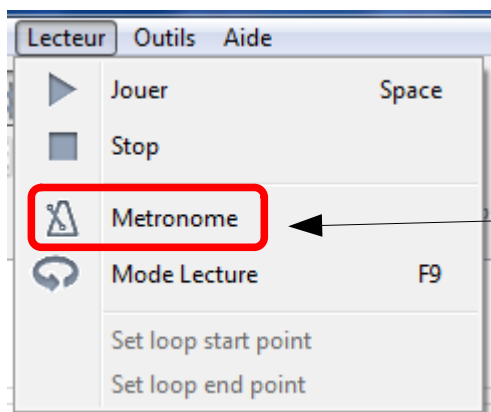 Lecteur Outils Aide
Jouer Space
Stop
Metronome
Mode Lecture F9
Set loop start point
Set loop end point